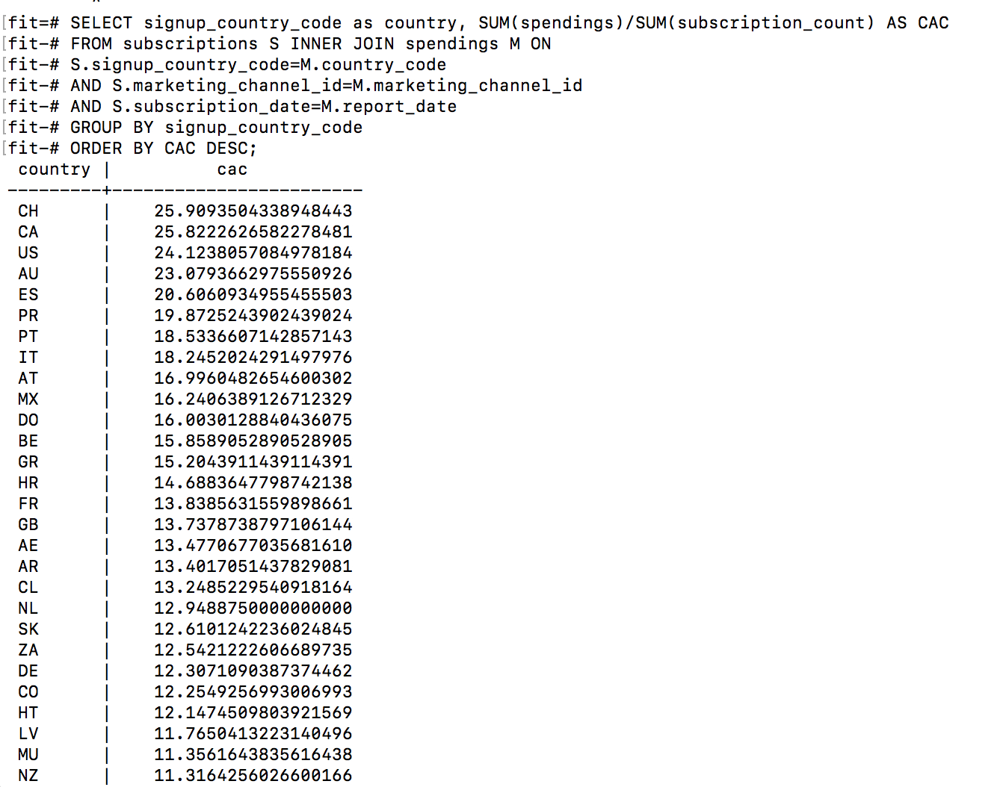 [fit=# SELECT signup_country_code as country, SUM(spendings)/SUM(subscription_count) AS CAC
[fit-# FROM subscriptions S INNER JOIN spendings M ON
[fit-# S.signup_country_code=M.country_code
[fit-# AND S.marketing_channel_id=M.marketing_channel_id
[fit-# AND S.subscription_date=M.report_date
[fit-# GROUP BY signup_country_code
[fit-# ORDER BY CAC DESC;
 country |          cac
---------+------------------------
 CH      |    25.9093504338948443
 CA      |    25.8222626582278481
 US      |    24.1238057084978184
 AU      |    23.0793662975550926
 ES      |    20.6060934955455503
 PR      |    19.8725243902439024
 PT      |    18.5336607142857143
 IT      |    18.2452024291497976
 AT      |    16.9960482654600302
 MX      |    16.2406389126712329
 DO      |    16.0030128840436075
 BE      |    15.8589052890528905
 GR      |    15.2043911439114391
 HR      |    14.6883647798742138
 FR      |    13.8385631559898661
 GB      |    13.7378738797106144
 AE      |    13.4770677035681610
 AR      |    13.4017051437829081
 CL      |    13.2485229540918164
 NL      |    12.9488750000000000
 SK      |    12.6101242236024845
 ZA      |    12.5421222606689735
 DE      |    12.3071090387374462
 CO      |    12.2549256993006993
 HT      |    12.1474509803921569
 LV      |    11.7650413223140496
 MU      |    11.3561643835616438
 NZ      |    11.3164256026600166